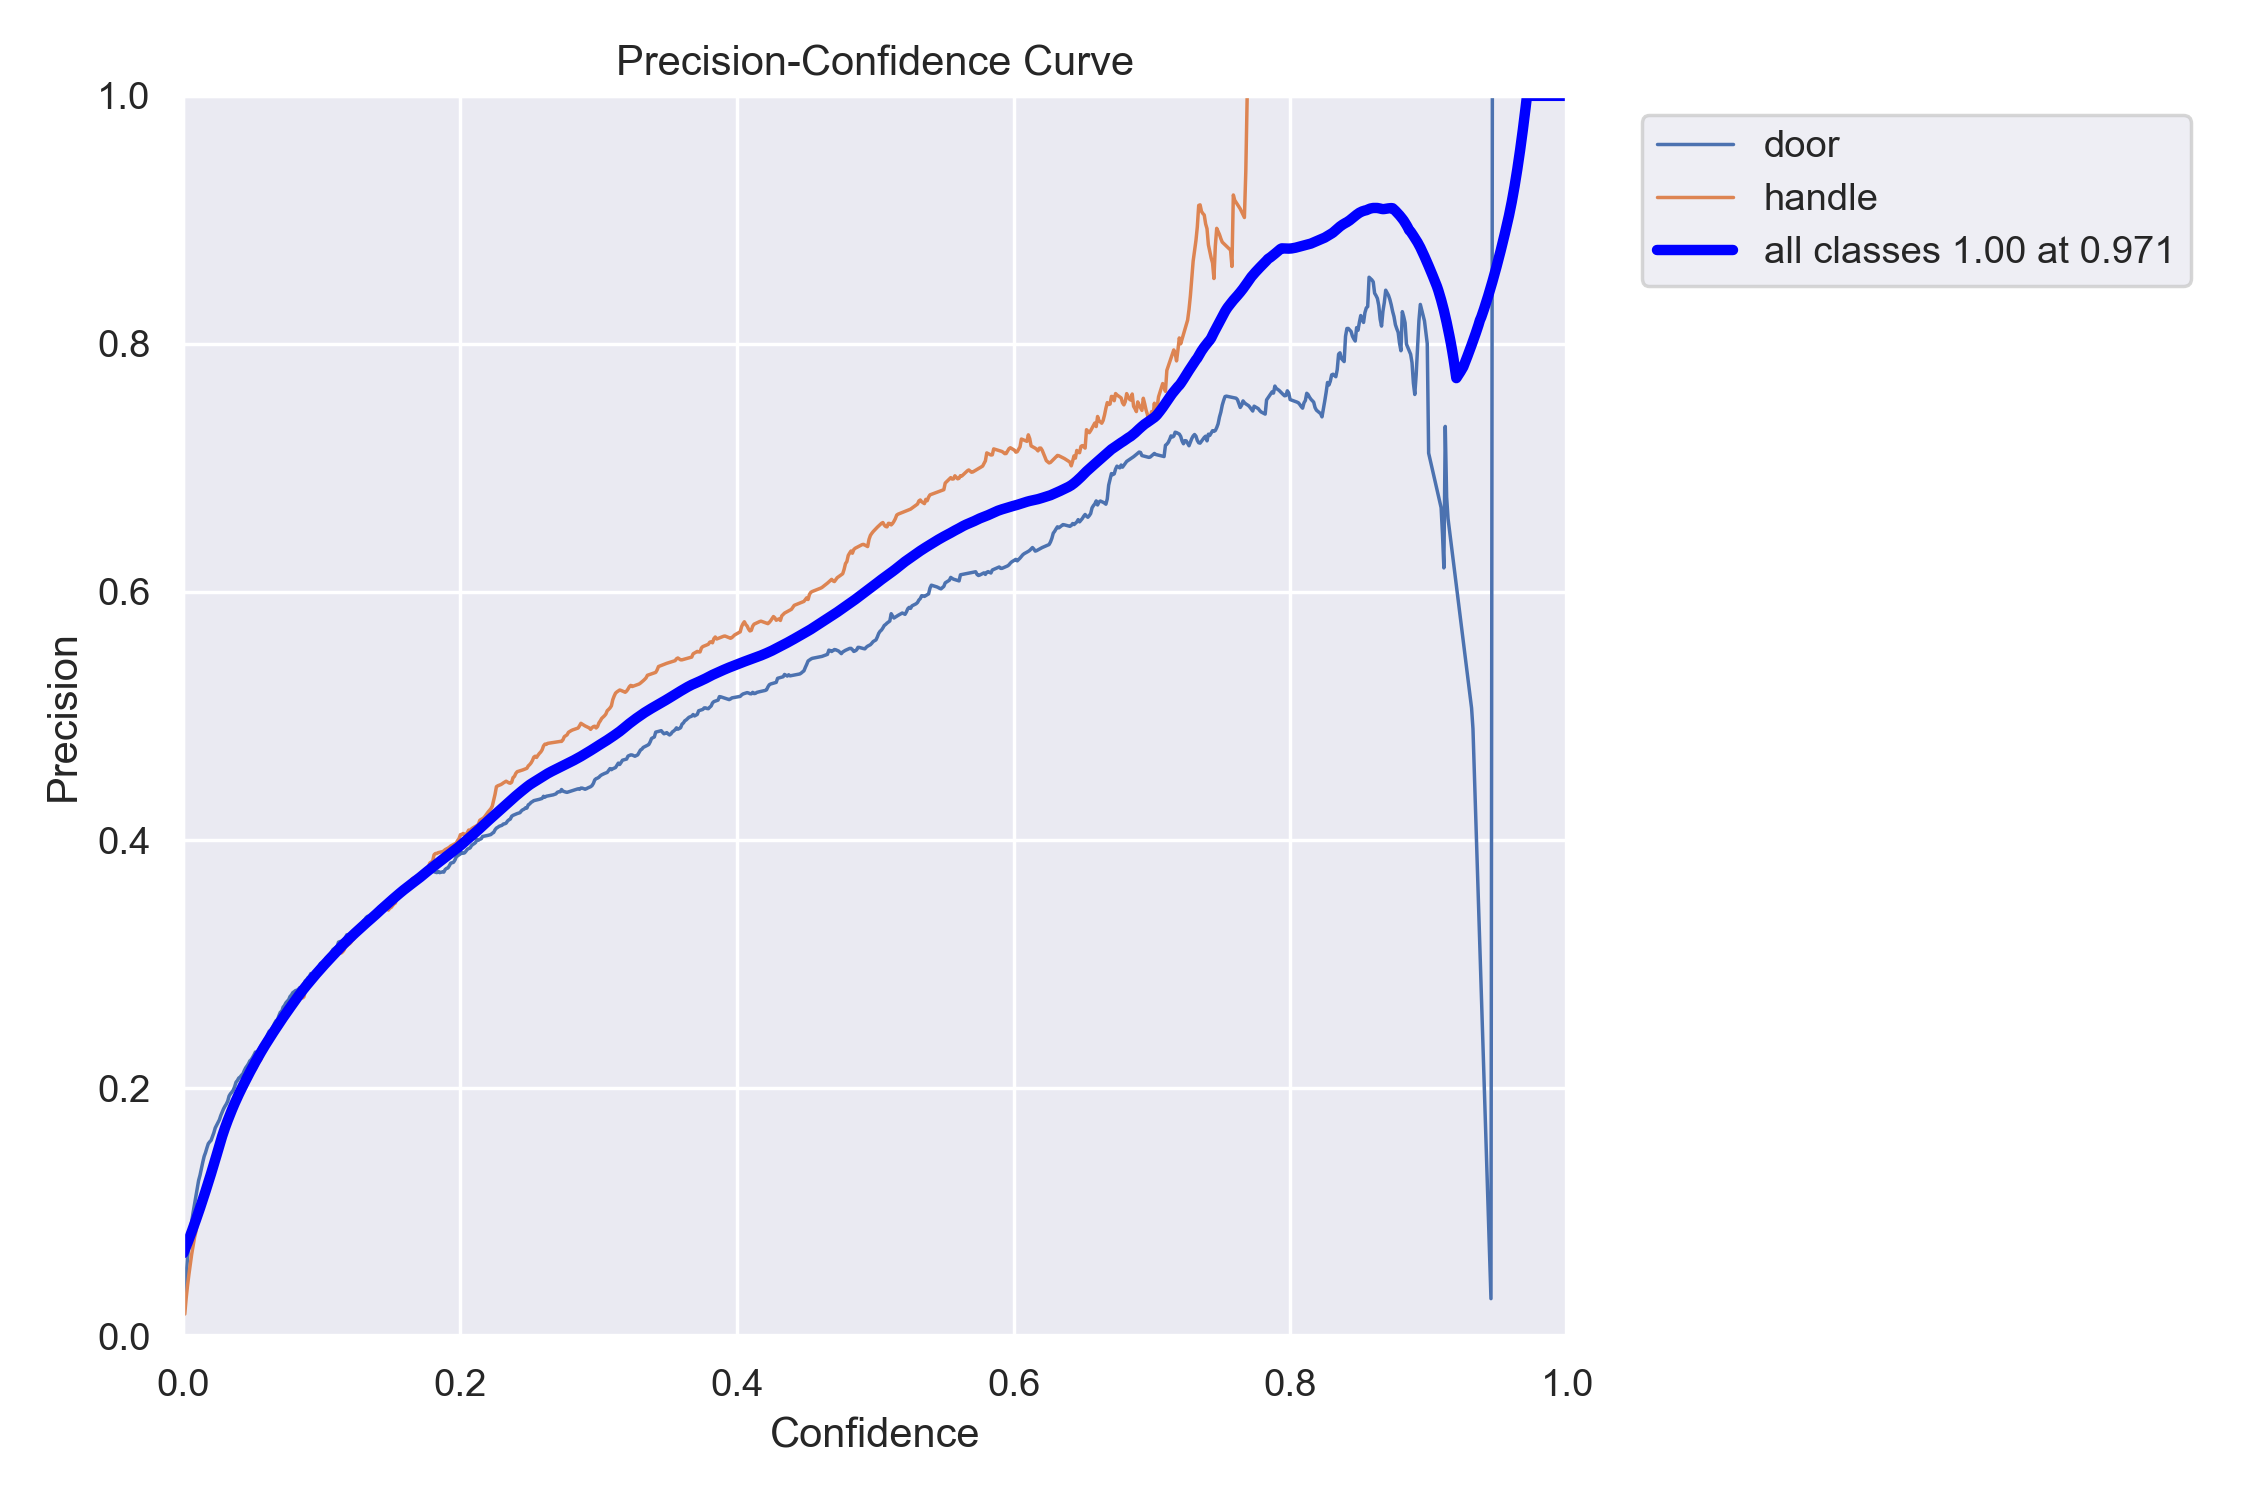 Precision-Confidence Curve
1.0
0.8
0.6
0.4
0.2
0.0
Precision
0.0 0.2 0.4 0.6 0.8 1.0
Confidence
door
handle
all classes 1.00 at 0.971